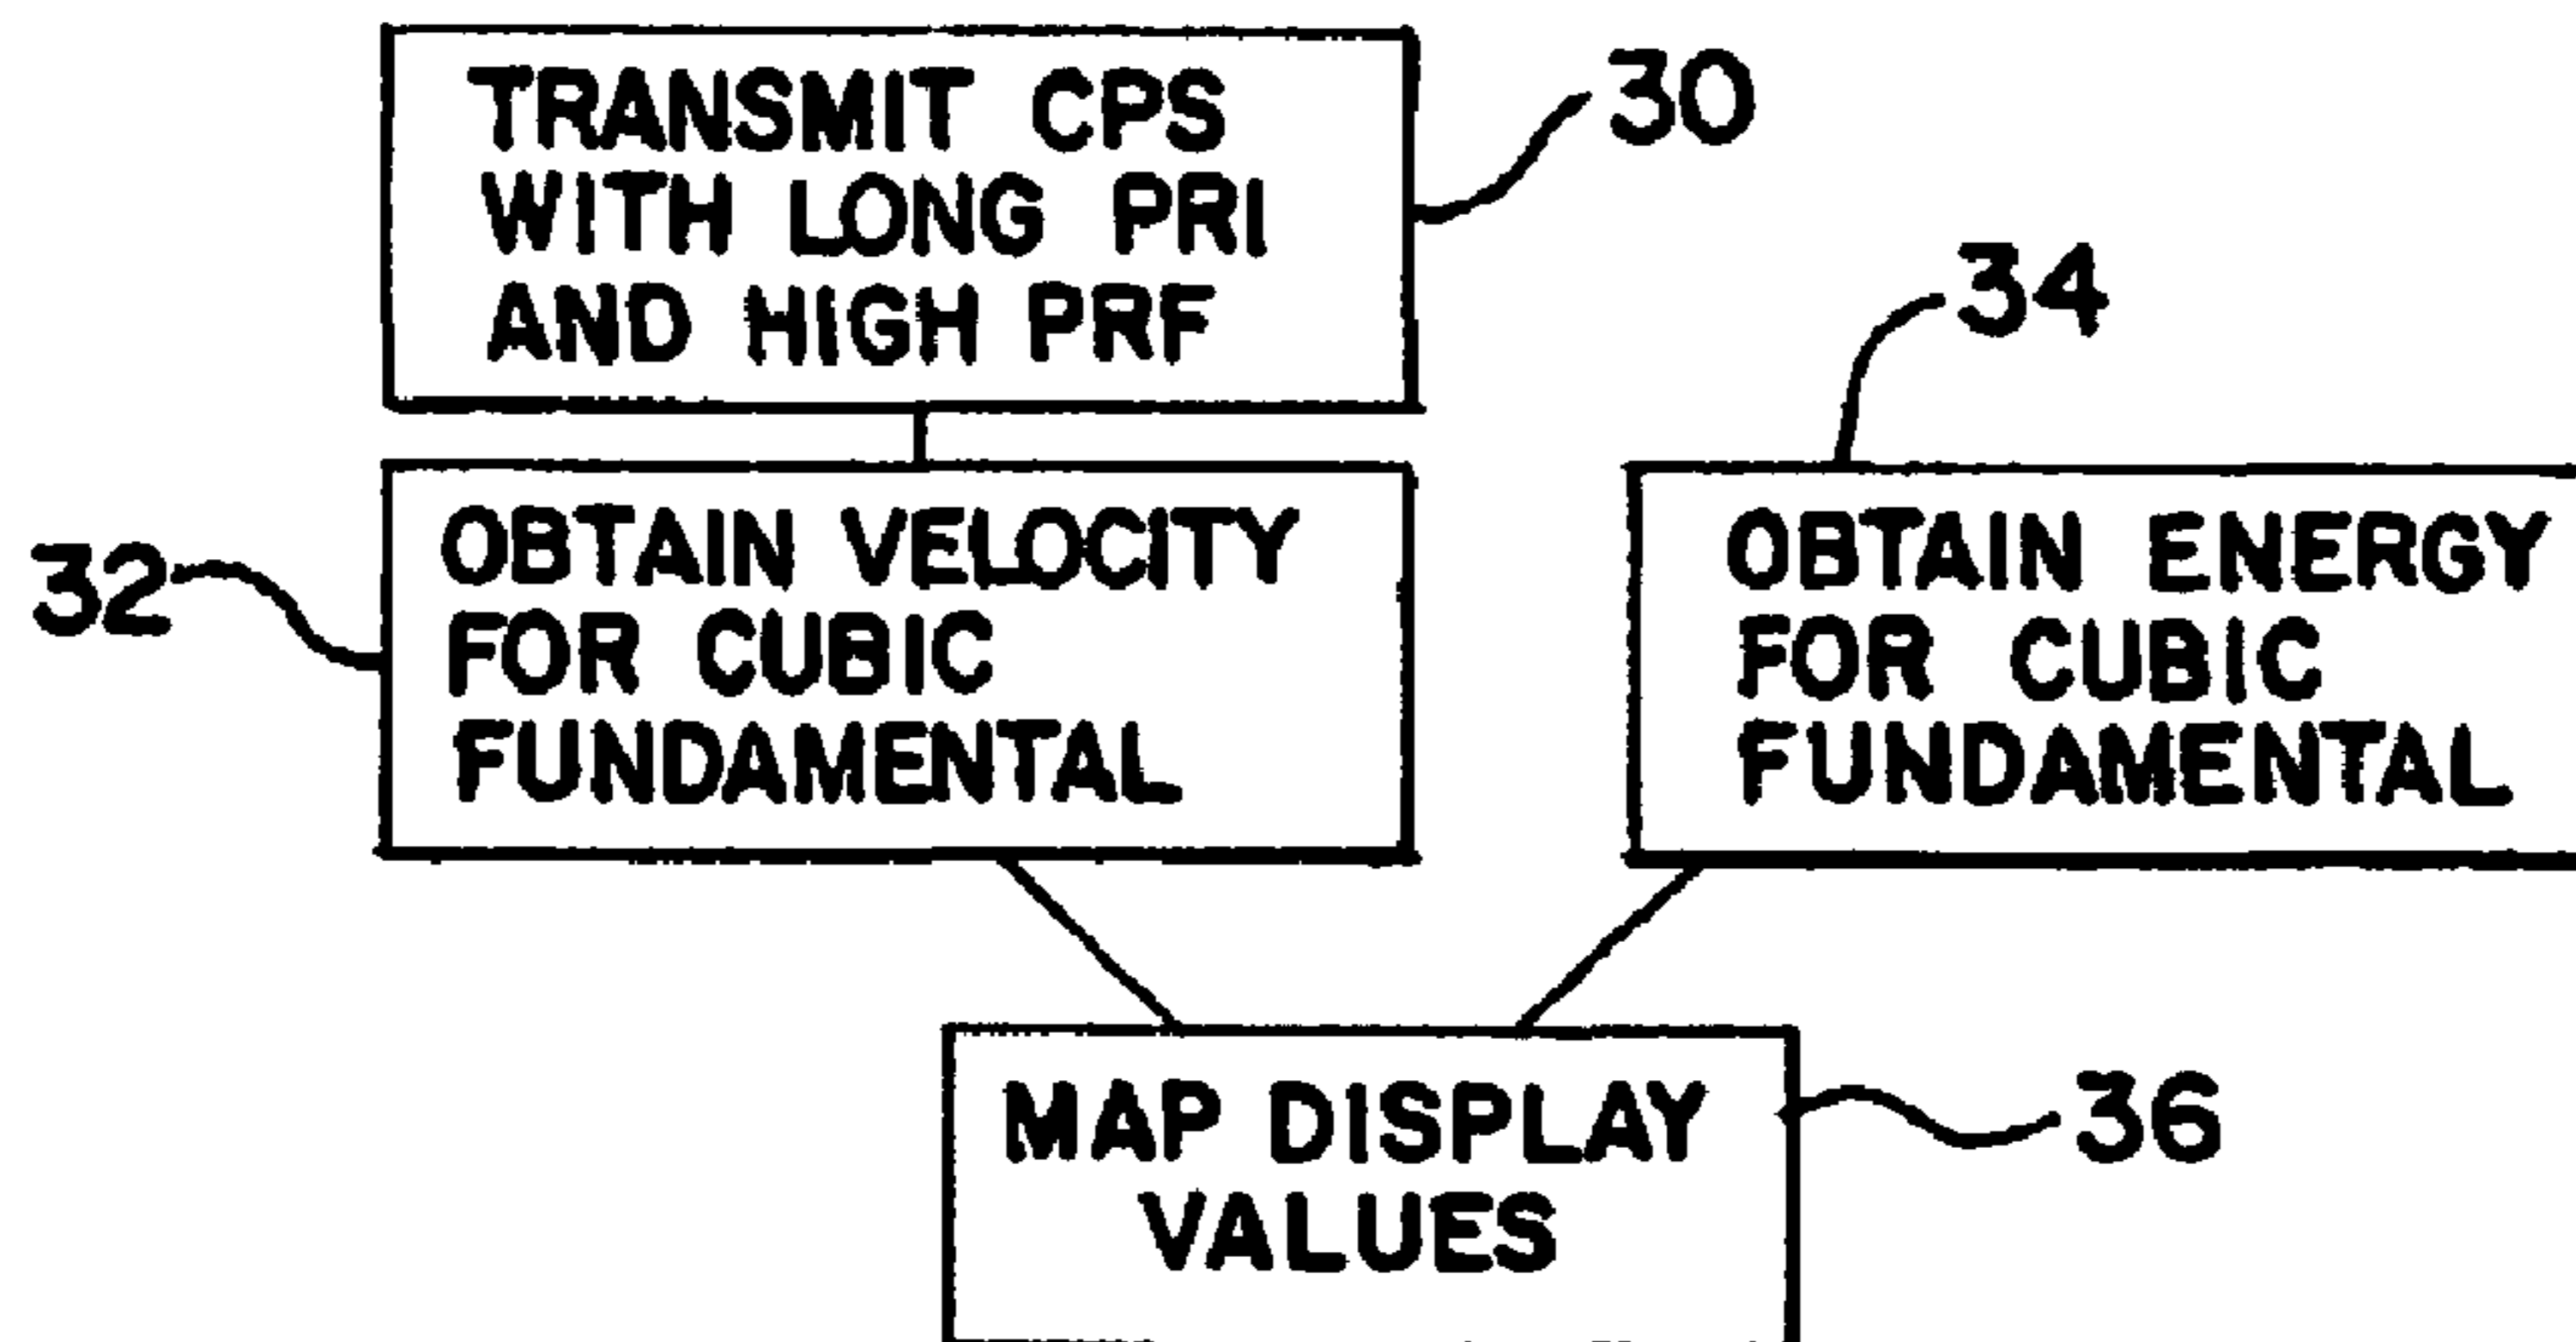 TRANSMIT CPS
WITH LONG PRI
AND HIGH PRF
30
32
OBTAIN VELOCITY
FOR CUBIC
FUNDAMENTAL
34
OBTAIN ENERGY
FOR CUBIC
FUNDAMENTAL
MAP DISPLAY
VALUES
36